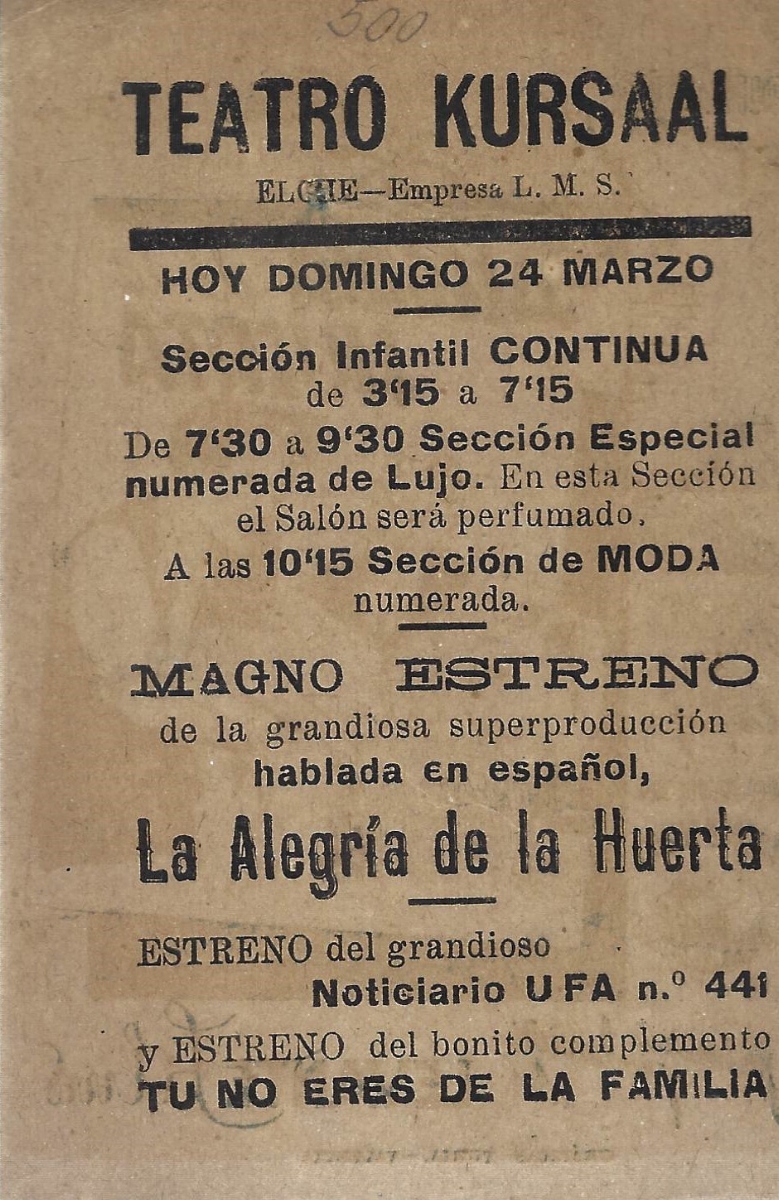 500
TEATRO KURSAAL
ELCHE—Empresa L. M. S.
HOY DOMINGO 24 MARZO
Sección Infantil CONTINUA
de 3'15 a 7'15
De 7'30 a 9'30 Sección Especial
numerada de Lujo. En esta Sección
el Salón será perfumado.
A las 10'15 Sección de MODA
numerada.
MAGNO ESTRENO
de la grandiosa superproducción
hablada en español,
La Alegría de la Huerta
ESTRENO del grandioso
Noticiario UFA n.º 441
y ESTRENO del bonito complemento
TU NO ERES DE LA FAMILIA